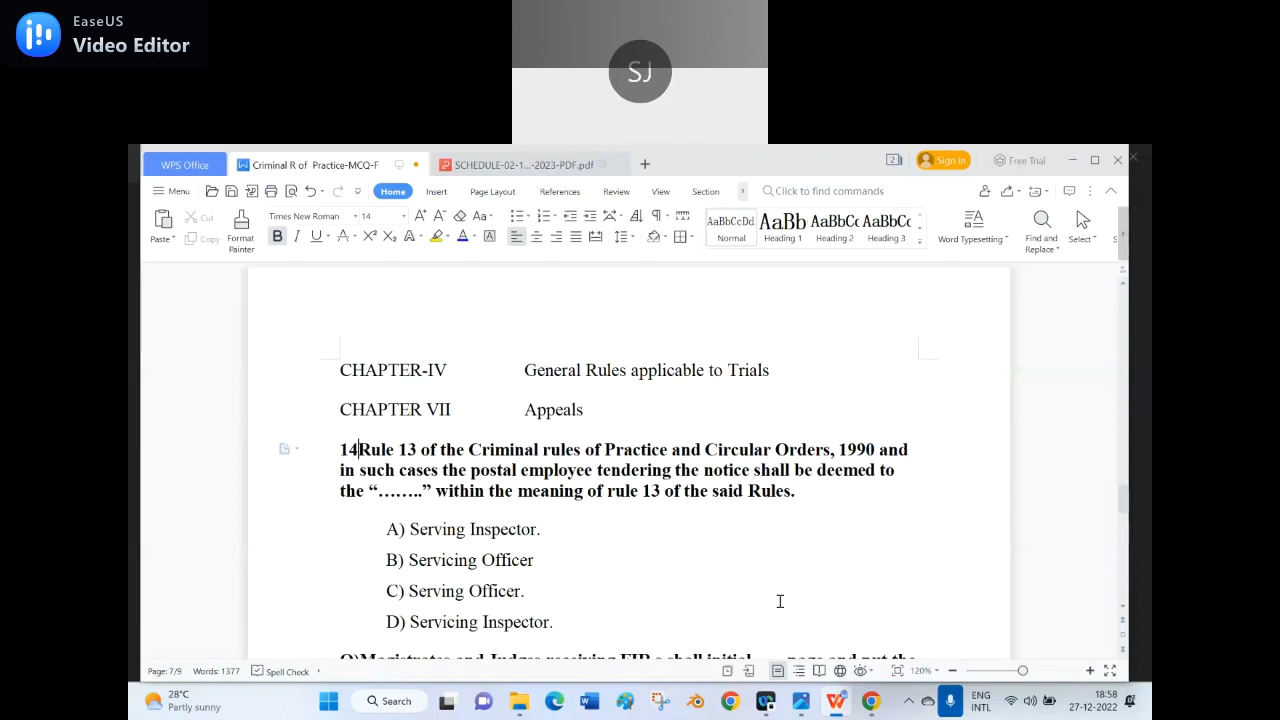 EaseUS
Video Editor
SJ
WPS Office
Criminal R of Practice-MCQ-F
SCHEDULE-02-1...-2023-PDF.pdf
2
Sign in
Free Trial
Menu
Home
Insert
Page Layout
References
Review
View
Section
Click to find commands
Paste
Cut
Copy
Format Painter
Times New Roman
14
AaBbCcDd
Normal
AaBb
Heading 1
AaBbCc
Heading 2
AaBbCc
Heading 3
Word Typesetting
Find and Replace
Select
CHAPTER-IV General Rules applicable to Trials
CHAPTER VII Appeals
14Rule 13 of the Criminal rules of Practice and Circular Orders, 1990 and
in such cases the postal employee tendering the notice shall be deemed to
the “……..” within the meaning of rule 13 of the said Rules.
A) Serving Inspector.
B) Servicing Officer
C) Serving Officer.
D) Servicing Inspector.
Page: 7/9 Words: 1377 Spell Check
120%
28°C
Partly sunny
Search
ENG
INTL
18:58
27-12-2022